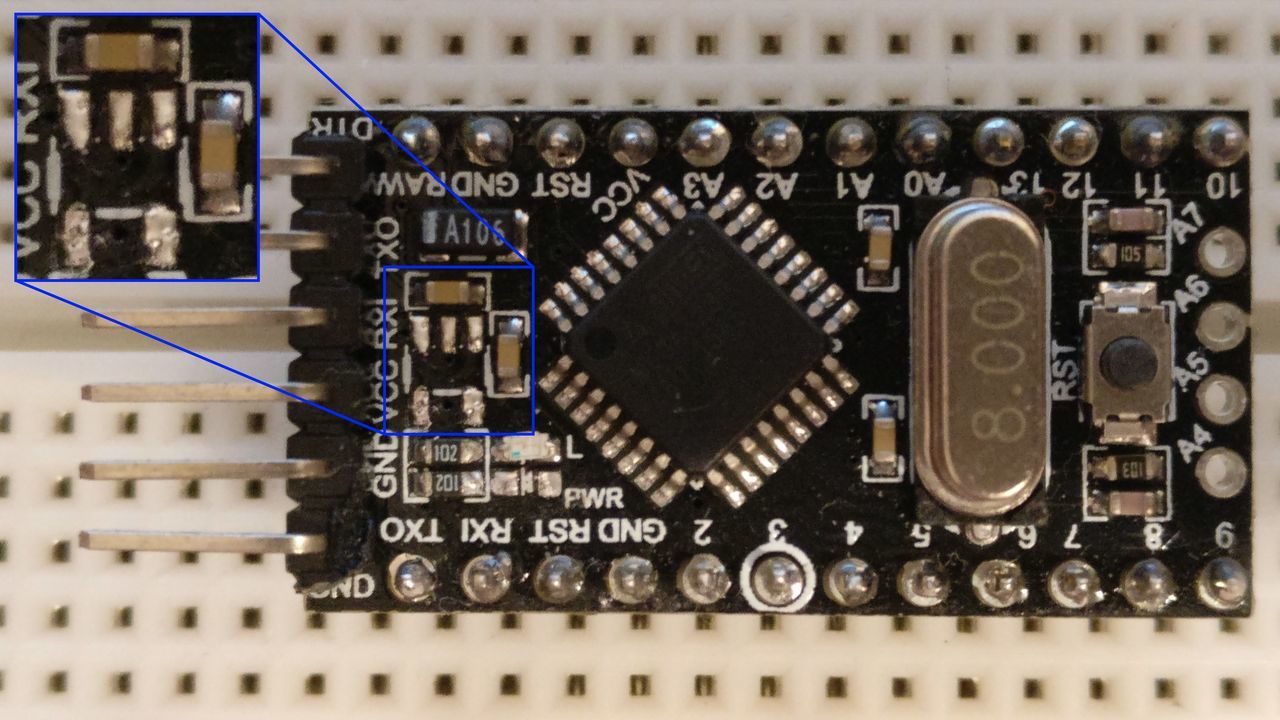 VCC RXI
DTR
RAW GND RST VCC A3 A2 A1 A0 13 12 11 10
TXO
A106
RXI
VCC
GND
8.000
105
A7
A6
A5
A4
RST
102
102
L
PWR
103
TXO RXI RST GND 2 3 4 5 6 7 8 9
GND